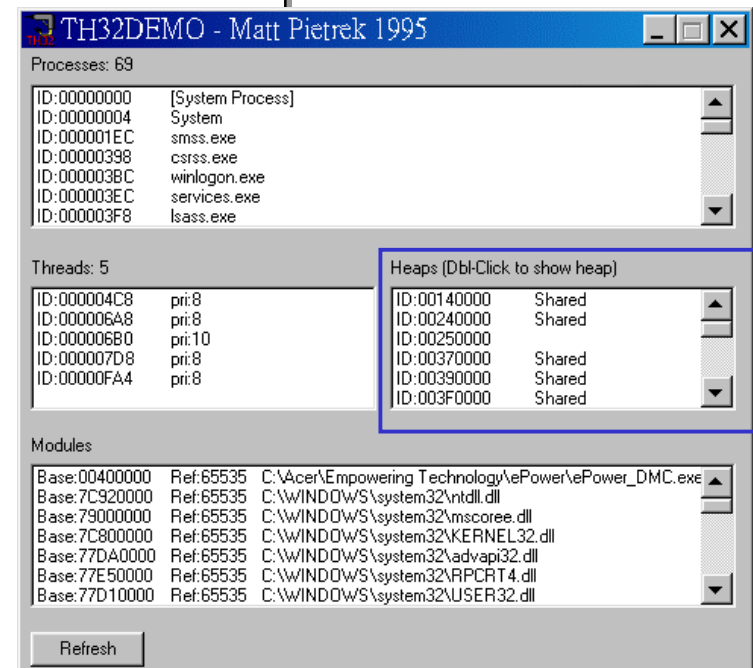 TH32DEMO - Matt Pietrek 1995
TH32
Processes: 69
ID:00000000 [System Process]
ID:00000004 System
ID:000001EC smss.exe
ID:00000398 csrss.exe
ID:000003BC winlogon.exe
ID:000003EC services.exe
ID:000003F8 lsass.exe
Threads: 5
ID:000004C8 pri:8
ID:000006A8 pri:8
ID:000006B0 pri:10
ID:000007D8 pri:8
ID:00000FA4 pri:8
Heaps (Dbl-Click to show heap)
ID:00140000 Shared
ID:00240000 Shared
ID:00250000
ID:00370000 Shared
ID:00390000 Shared
ID:003F0000 Shared
Modules
Base:00400000 Ref:65535 C:\Acer\Empowering Technology\ePower\ePower_DMC.exe
Base:7C920000 Ref:65535 C:\WINDOWS\system32\ntdll.dll
Base:79000000 Ref:65535 C:\WINDOWS\system32\mscoree.dll
Base:7C800000 Ref:65535 C:\WINDOWS\system32\KERNEL32.dll
Base:77DA0000 Ref:65535 C:\WINDOWS\system32\advapi32.dll
Base:77E50000 Ref:65535 C:\WINDOWS\system32\RPCRT4.dll
Base:77D10000 Ref:65535 C:\WINDOWS\system32\USER32.dll
Refresh